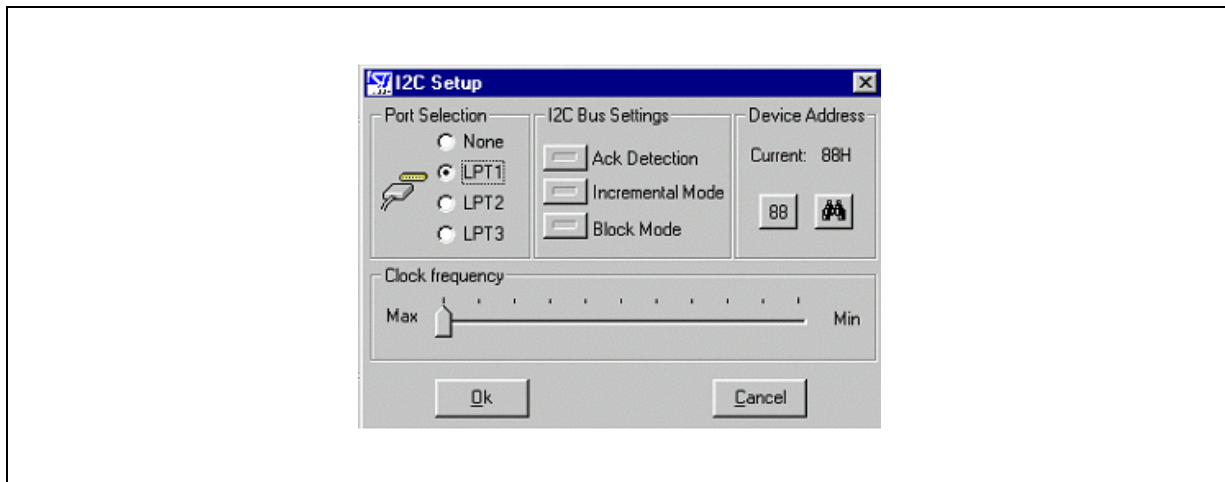 I2C Setup
Port Selection
None
LPT1
LPT2
LPT3
I2C Bus Settings
Ack Detection
Incremental Mode
Block Mode
Device Address
Current: 88H
88
Clock frequency
Max
Min
Ok
Cancel